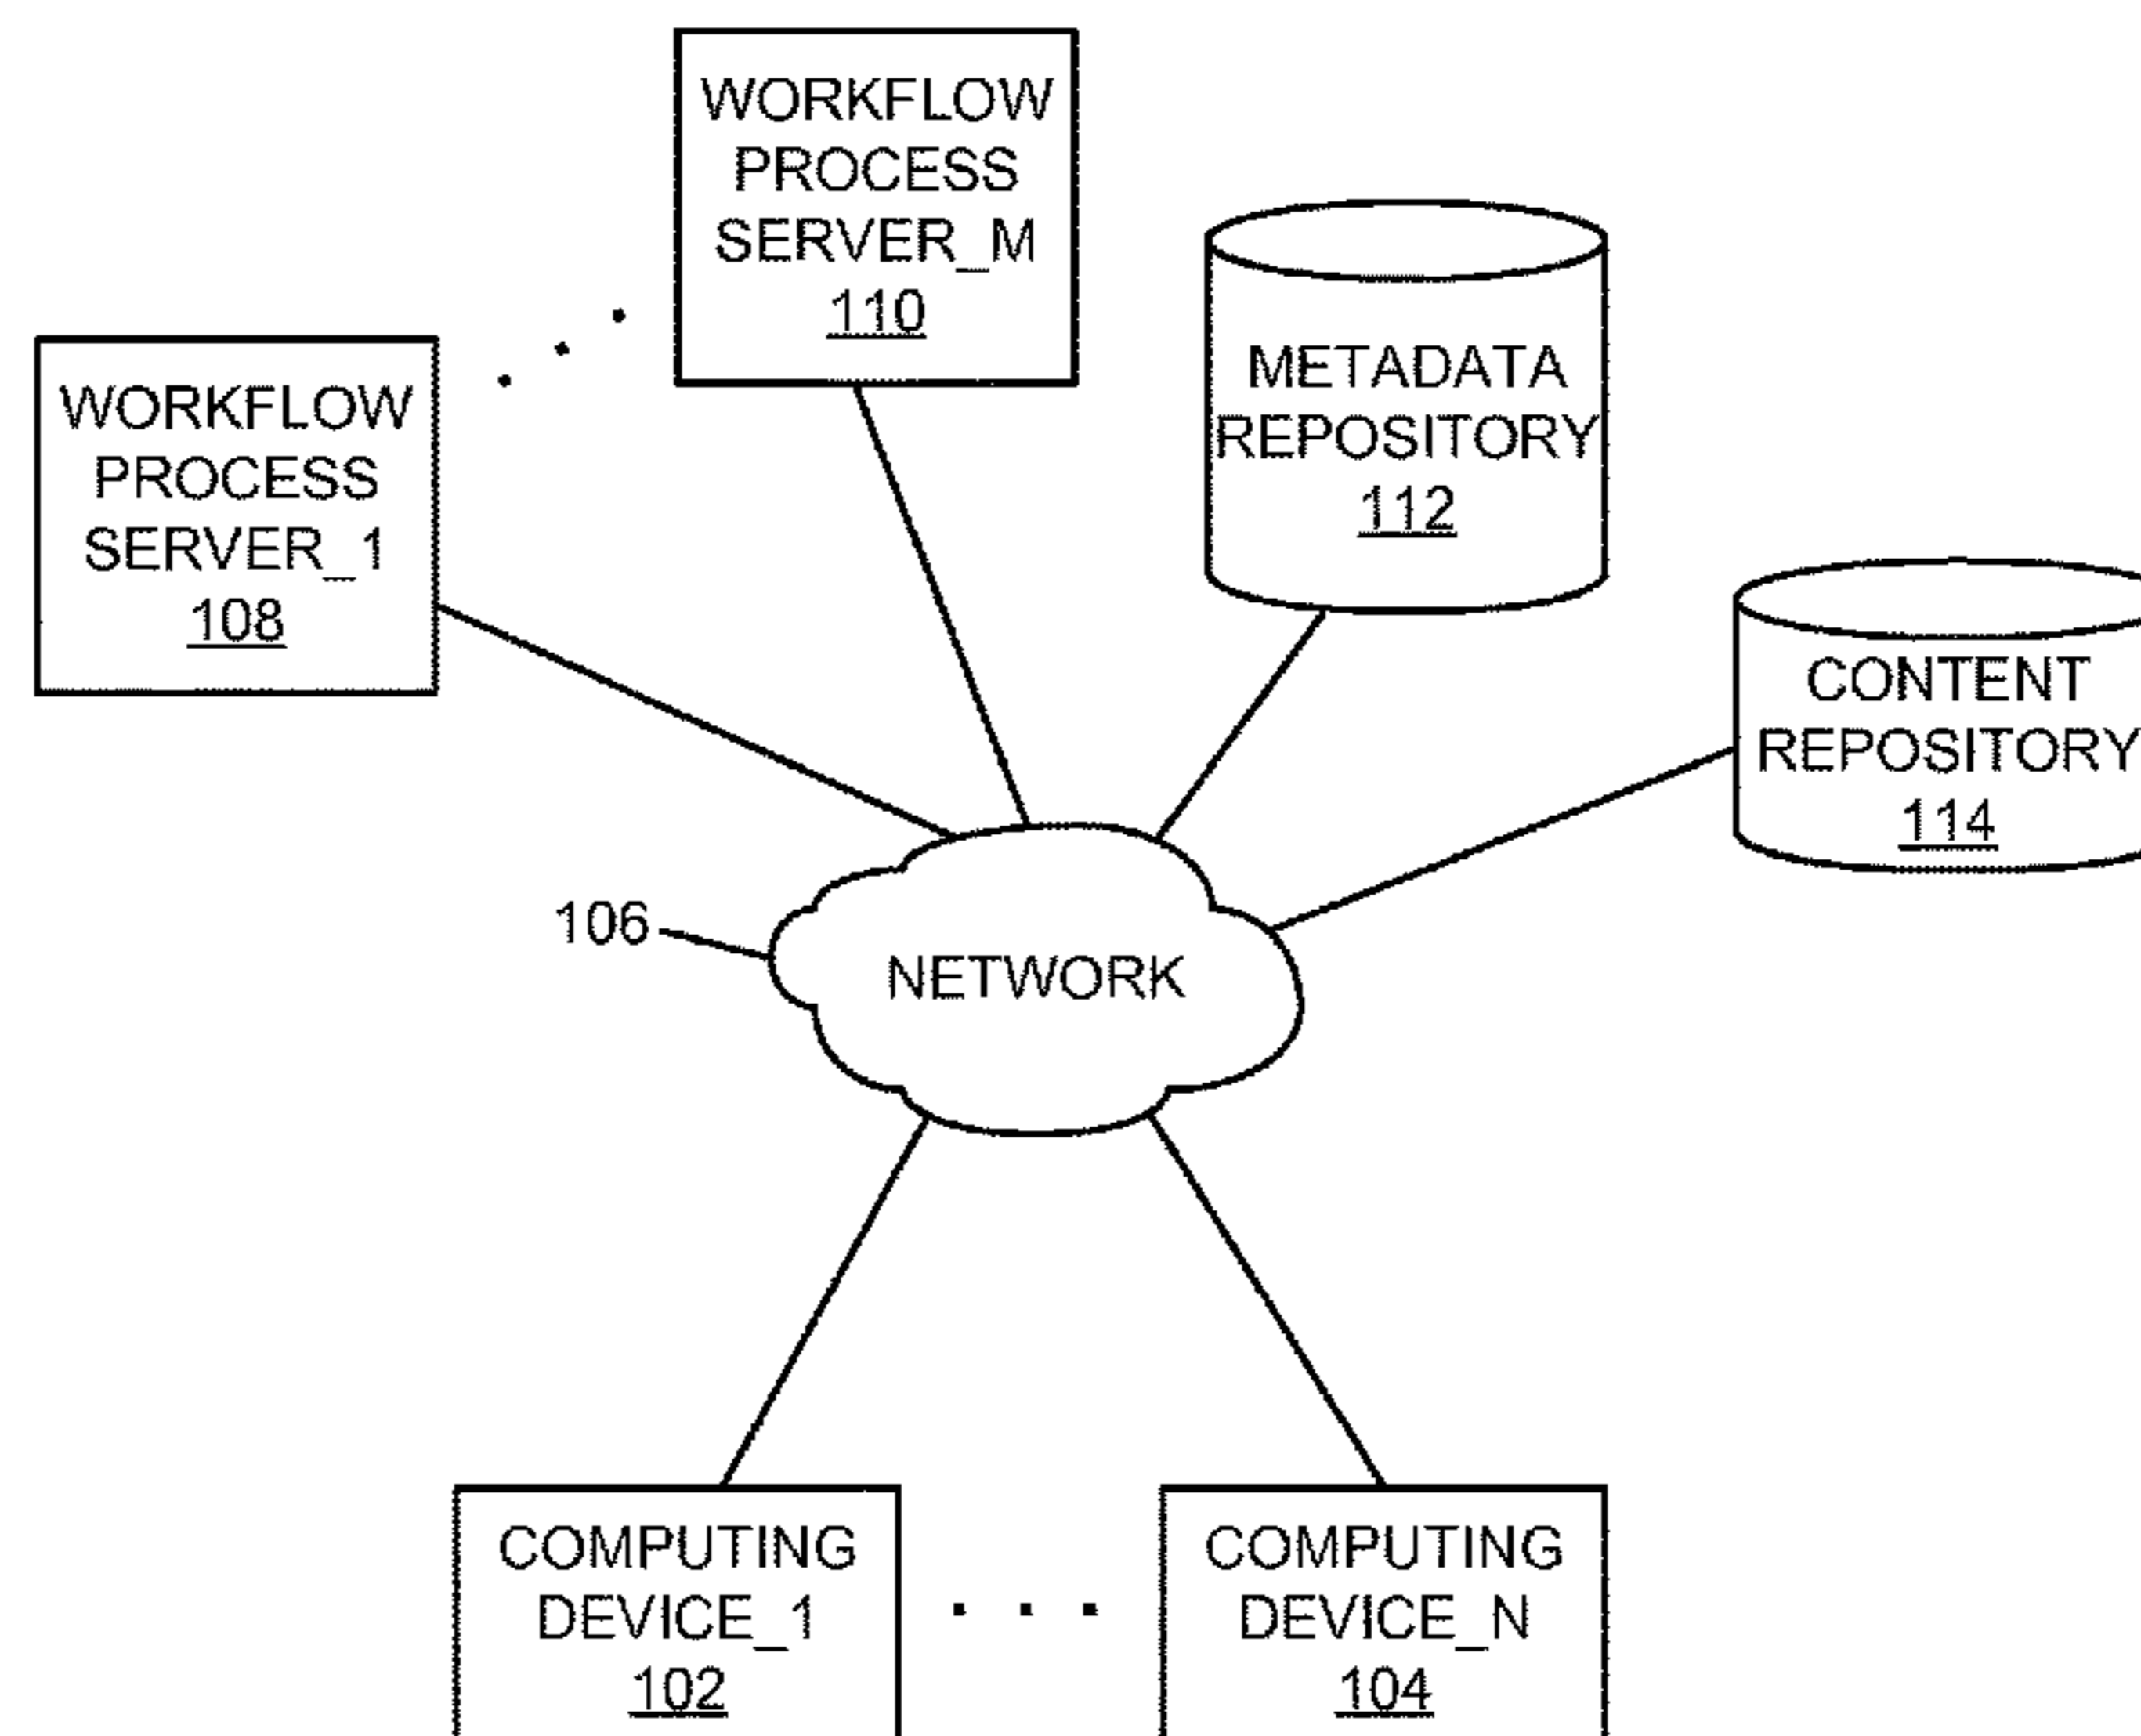 WORKFLOW
PROCESS
SERVER_M
110
WORKFLOW
PROCESS
SERVER_1
108
METADATA
REPOSITORY
112
CONTENT
REPOSITORY
114
106
NETWORK
COMPUTING
DEVICE_1
102
. . .
COMPUTING
DEVICE_N
104